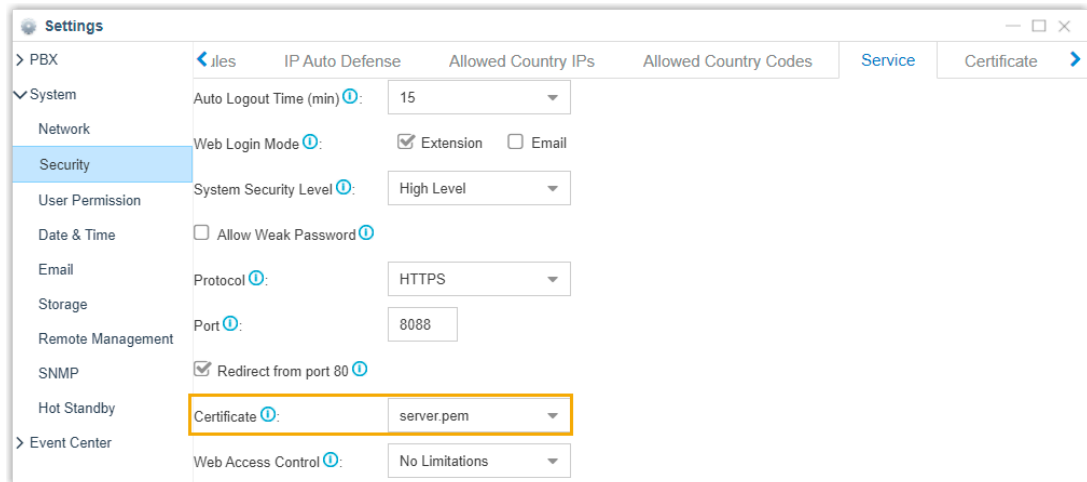 Settings
PBX
System
Network
Security
User Permission
Date & Time
Email
Storage
Remote Management
SNMP
Hot Standby
Event Center
ules IP Auto Defense Allowed Country IPs Allowed Country Codes Service Certificate
Auto Logout Time (min) : 15
Web Login Mode : Extension Email
System Security Level : High Level
Allow Weak Password
Protocol : HTTPS
Port : 8088
Redirect from port 80
Certificate : server.pem
Web Access Control : No Limitations